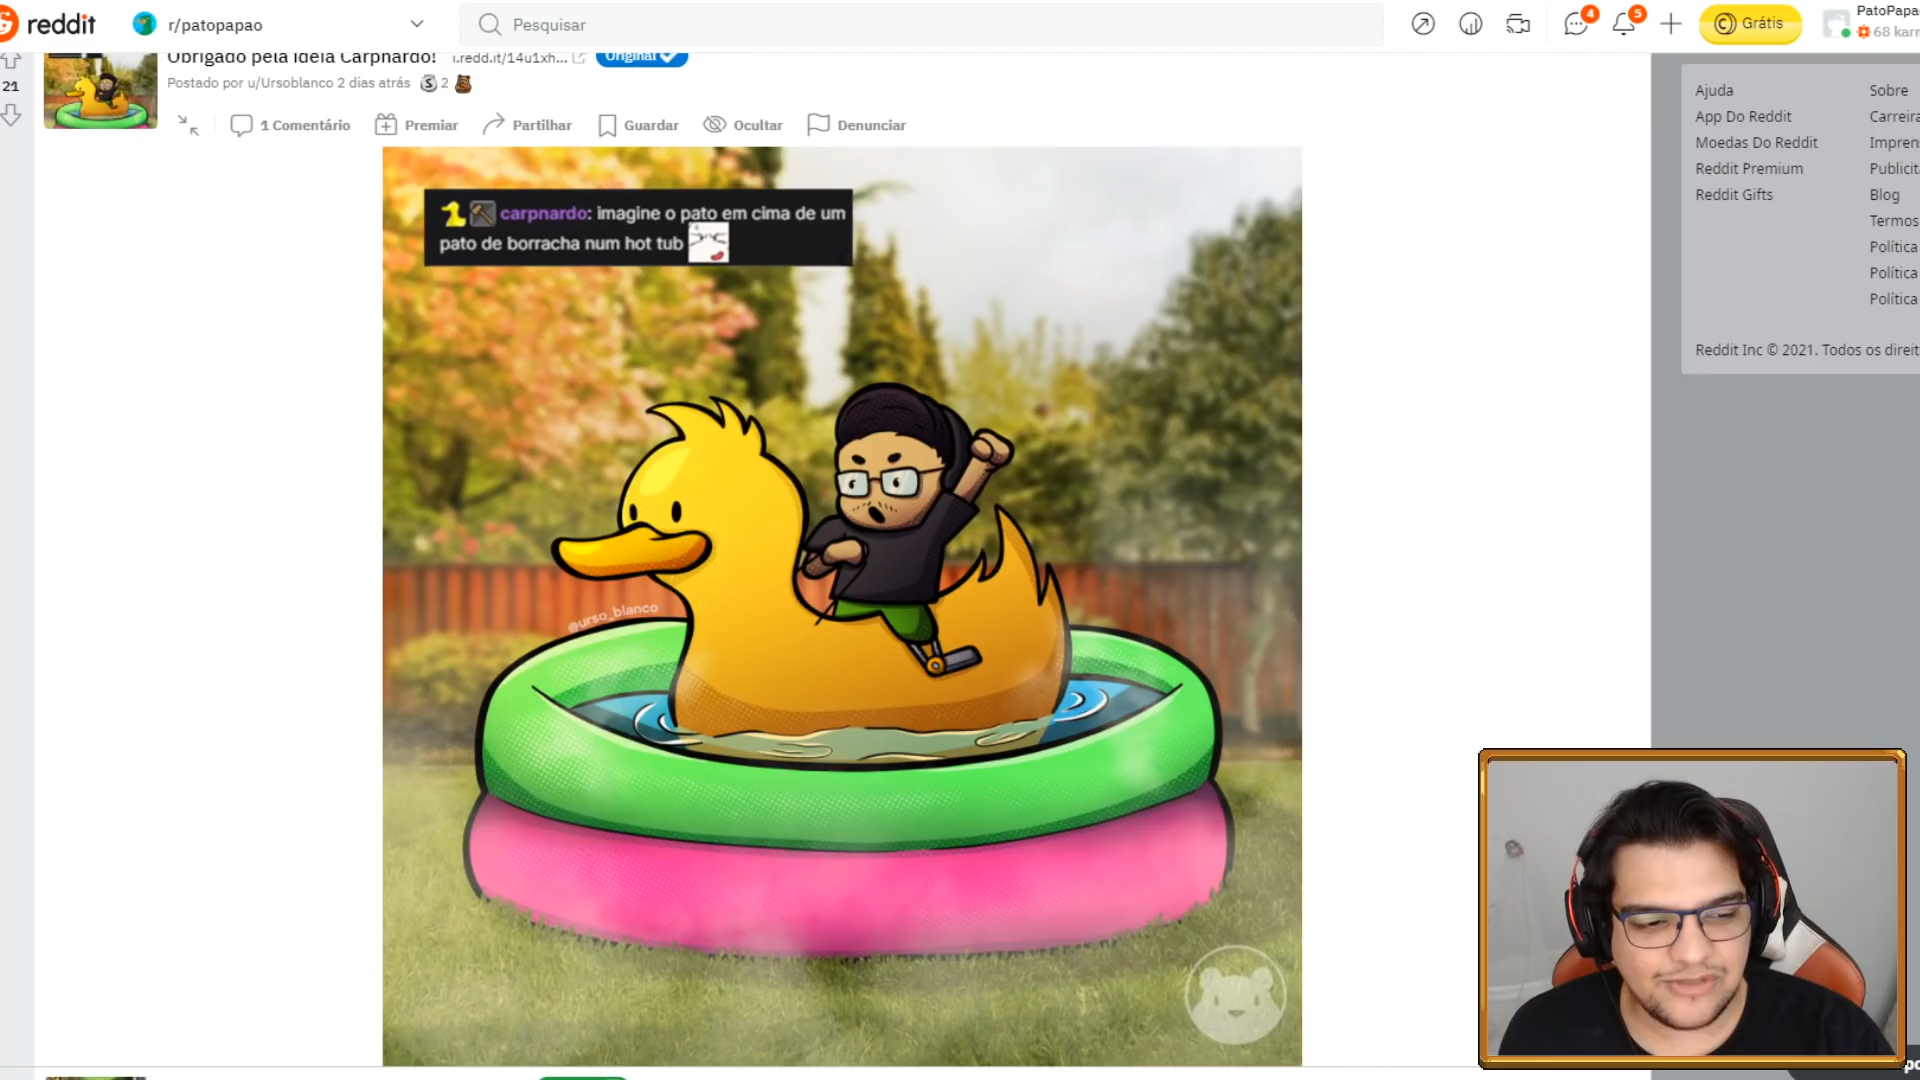 reddit
r/patopapao
Pesquisar
4
5
Grátis
PatoPapa
68 karm
21
Obrigado pela ideia Carpnardo! i.redd.it/14u1xh... Original
Postado por u/Ursoblanco 2 dias atrás S 2
1 Comentário Premiar Partilhar Guardar Ocultar Denunciar
carpnardo: imagine o pato em cima de um
pato de borracha num hot tub
@urso_blanco
Ajuda Sobre
App Do Reddit Carreira
Moedas Do Reddit Impren
Reddit Premium Publicit
Reddit Gifts Blog
Termos
Política
Política
Política
Reddit Inc © 2021. Todos os direit